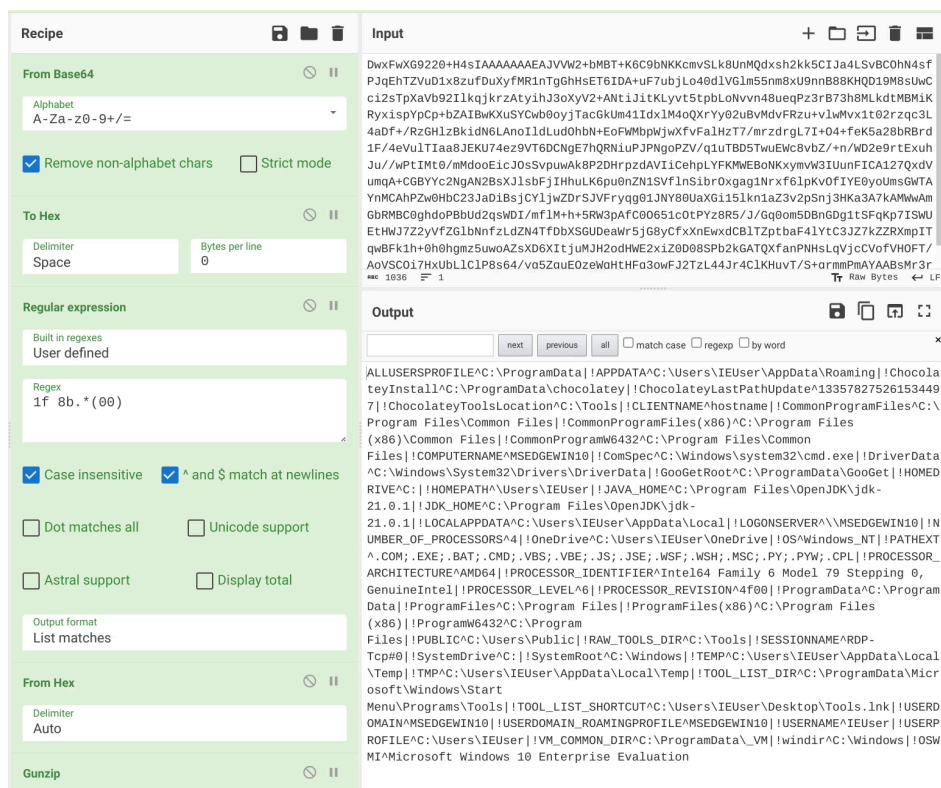 Recipe
From Base64
Alphabet
A-Za-z0-9+/=
Remove non-alphabet chars
Strict mode
To Hex
Delimiter
Space
Bytes per line
0
Regular expression
Built in regexes
User defined
Regex
1f 8b.*(00)
Case insensitive
^ and $ match at newlines
Dot matches all
Unicode support
Astral support
Display total
Output format
List matches
From Hex
Delimiter
Auto
Gunzip
Input
DwxFwXG9220+H4sIAAAAAAAEAJVVW2+bMBT+K6C9bNKKcmvSLk8UnMQdxsh2kk5CIJa4LSvBCOhN4sf
PJqEhTZVuD1x8zufDuXyfMR1nTgGhHsET6IDA+uF7ubjLo40dlVGlm55nm8xU9nnB88KHQD19M8sUwC
ci2sTpXaVb92IlkqjkrzAtyihJ3oXyV2+ANtiJitKLyvt5tpbLoNvvn48ueqPz3rB73h8MLkdtMBMiK
RyxispYpCp+bZAIBwKXuSYCwb0oyjTacGkUm41IdxlM4oQXrYy02uBvMdvFRzu+vlwMvx1t02rzqc3L
4aDf+/RzGHlzBkidN6LAnoIldLudOhbN+EoFWMbpWjwXfvFalHzT7/mrzdrgL7I+O4+feK5a28bRBrd
1F/4eVulTIaa8JEKU74ez9VT6DCNgE7hQRNiuPJPNgoPZV/q1uTBD5TwuEWc8vbZ/+n/WD2e9rtExuh
Ju//wPtIMt0/mMdooEicJOsSvpuwAk8P2DHrpzdAVIiCehpLYFKMWEBoNKxymvW3IUunFICA127QxdV
umqA+CGBYYc2NgAN2BsXJlsbFjIHhuLK6pu0nZN1SVflnSibrOxgag1Nrxf6lpKvOfIYE0yoUmsGWTA
YnMCAhPZw0HbC23JaDiBsjCYljwZDrSJVFryqg01JNY80UaXGi15lkn1aZ3v2pSnj3HKa3A7kAMWwAm
GbRMBC0ghdoPBbUd2qsWDI/mflM+h+5RW3pAfC0O651cOtPYz8R5/J/Gq0om5DBnGDg1tSFqKp7ISWU
EtHWJ7Z2yVfZGlbNnfzLdZN4TfDbXSGUDeaWr5jG8yCfxXnEwxdCBlTZptbaF4lYtC3JZ7kZZRXmpIT
qwBFk1h+0h0hgmz5uwoAZsXD6XItjuMJH2odHWE2xiZ0D08SPb2kGATQXfanPNHsLqVjcCVofVHOFT/
1036 1
Raw Bytes LF
Output
next previous all match case regexp by word ×
ALLUSERSPROFILE^C:\ProgramData|!APPDATA^C:\Users\IEUser\AppData\Roaming|!Chocola
teyInstall^C:\ProgramData\chocolatey|!ChocolateyLastPathUpdate^13357827526153449
7|!ChocolateyToolsLocation^C:\Tools|!CLIENTNAME^hostname|!CommonProgramFiles^C:\
Program Files\Common Files|!CommonProgramFiles(x86)^C:\Program Files
(x86)\Common Files|!CommonProgramW6432^C:\Program Files\Common
Files|!COMPUTERNAME^MSEDGEWIN10|!ComSpec^C:\Windows\system32\cmd.exe|!DriverData
^C:\Windows\System32\Drivers\DriverData|!GooGetRoot^C:\ProgramData\GooGet|!HOMED
RIVE^C:|!HOMEPATH^\Users\IEUser|!JAVA_HOME^C:\Program Files\OpenJDK\jdk-
21.0.1|!JDK_HOME^C:\Program Files\OpenJDK\jdk-
21.0.1|!LOCALAPPDATA^C:\Users\IEUser\AppData\Local|!LOGONSERVER^\\MSEDGEWIN10|!N
UMBER_OF_PROCESSORS^4|!OneDrive^C:\Users\IEUser\OneDrive|!OS^Windows_NT|!PATHEXT
^.COM;.EXE;.BAT;.CMD;.VBS;.VBE;.JS;.JSE;.WSF;.WSH;.MSC;.PY;.PYW;.CPL|!PROCESSOR_
ARCHITECTURE^AMD64|!PROCESSOR_IDENTIFIER^Intel64 Family 6 Model 79 Stepping 0,
GenuineIntel|!PROCESSOR_LEVEL^6|!PROCESSOR_REVISION^4f00|!ProgramData^C:\Program
Data|!ProgramFiles^C:\Program Files|!ProgramFiles(x86)^C:\Program Files
(x86)|!ProgramW6432^C:\Program
Files|!PUBLIC^C:\Users\Public|!RAW_TOOLS_DIR^C:\Tools|!SESSIONNAME^RDP-
Tcp#0|!SystemDrive^C:|!SystemRoot^C:\Windows|!TEMP^C:\Users\IEUser\AppData\Local
\Temp|!TMP^C:\Users\IEUser\AppData\Local\Temp|!TOOL_LIST_DIR^C:\ProgramData\Micr
osoft\Windows\Start
Menu\Programs\Tools|!TOOL_LIST_SHORTCUT^C:\Users\IEUser\Desktop\Tools.lnk|!USERD
OMAIN^MSEDGEWIN10|!USERDOMAIN_ROAMINGPROFILE^MSEDGEWIN10|!USERNAME^IEUser|!USERP
ROFILE^C:\Users\IEUser|!VM_COMMON_DIR^C:\ProgramData\_VM|!windir^C:\Windows|!OSW
MI^Microsoft Windows 10 Enterprise Evaluation